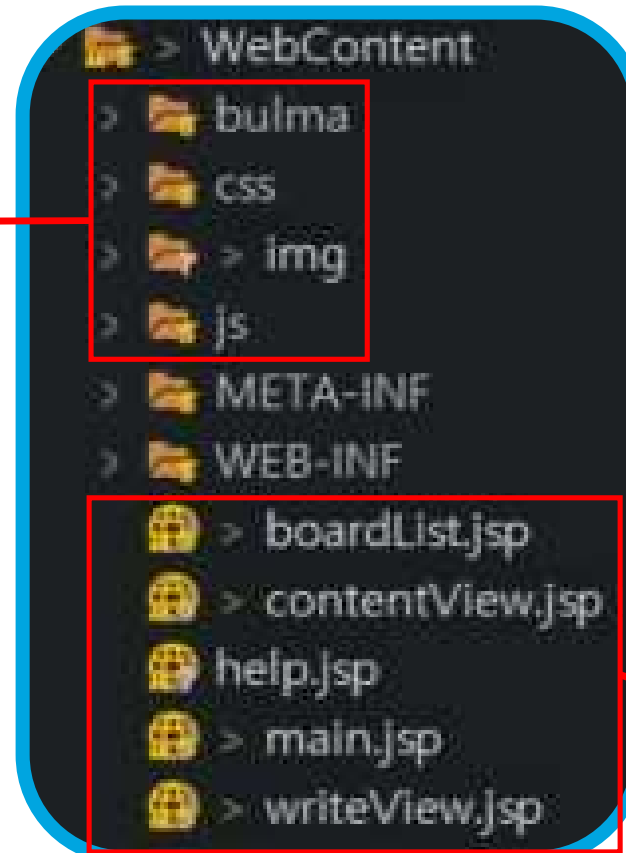 > WebContent
> bulma
> css
> > img
> js
> META-INF
> WEB-INF
> boardList.jsp
> contentView.jsp
help.jsp
> main.jsp
> writeView.jsp